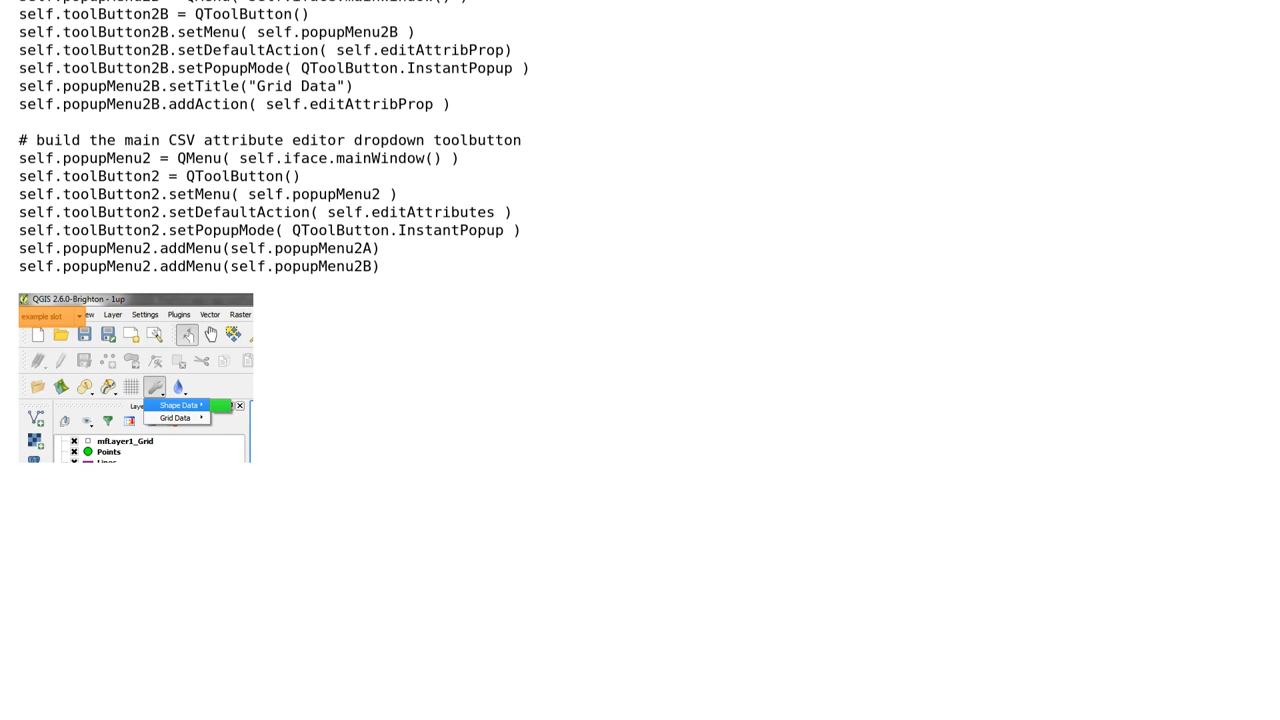 self.toolButton2B = QToolButton()
self.toolButton2B.setMenu( self.popupMenu2B )
self.toolButton2B.setDefaultAction( self.editAttribProp)
self.toolButton2B.setPopupMode( QToolButton.InstantPopup )
self.popupMenu2B.setTitle("Grid Data")
self.popupMenu2B.addAction( self.editAttribProp )
# build the main CSV attribute editor dropdown toolbutton
self.popupMenu2 = QMenu( self.iface.mainWindow() )
self.toolButton2 = QToolButton()
self.toolButton2.setMenu( self.popupMenu2 )
self.toolButton2.setDefaultAction( self.editAttributes )
self.toolButton2.setPopupMode( QToolButton.InstantPopup )
self.popupMenu2.addMenu(self.popupMenu2A)
self.popupMenu2.addMenu(self.popupMenu2B)
QGIS 2.6.0-Brighton - 1up
example slot ew Layer Settings Plugins Vector Raster
Laye
Shape Data
Grid Data
mfLayer1_Grid
Points